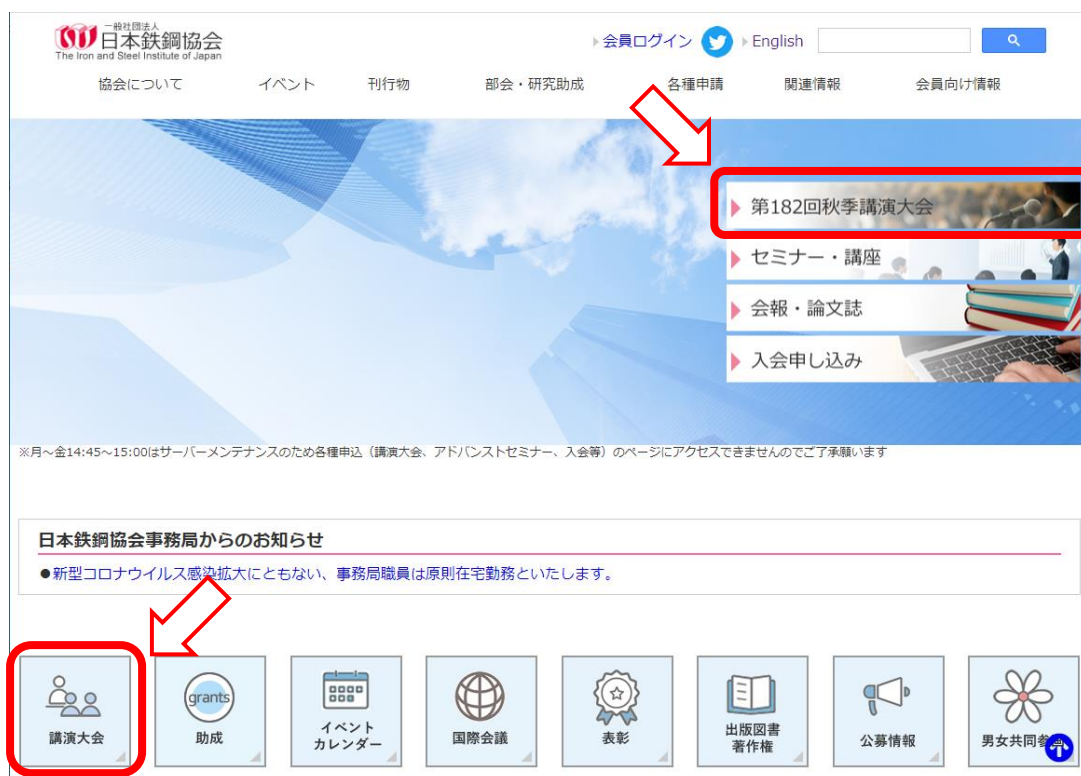 一般社団法人
日本鉄鋼協会
The Iron and Steel Institute of Japan
会員ログイン English
協会について イベント 刊行物 部会・研究助成 各種申請 関連情報 会員向け情報
第182回秋季講演大会
セミナー・講座
会報・論文誌
入会申し込み
※月～金14:45～15:00はサーバーメンテナンスのため各種申込（講演大会、アドバンストセミナー、入会等）のページにアクセスできませんのでご了承願います
日本鉄鋼協会事務局からのお知らせ
●新型コロナウイルス感染拡大にともない、事務局職員は原則在宅勤務といたします。
講演大会
grants
助成
イベント
カレンダー
国際会議
表彰
出版図書
著作権
公募情報
男女共同参画